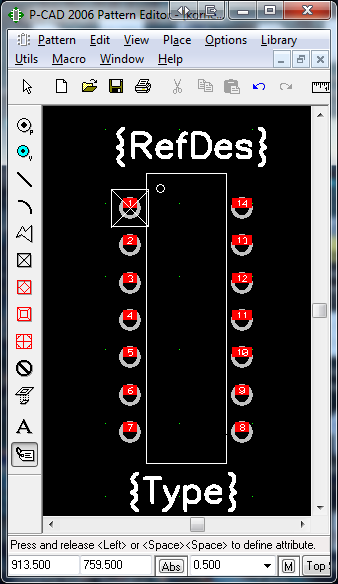 P-CAD 2006 Pattern Editor - [
Pattern Edit View Place Options Library
Utils Macro Window Help
{RefDes}
1 14
2 13
3 12
4 11
5 10
6 9
7 8
{Type}
A
Press and release <Left> or <Space><Space> to define attribute.
913.500 759.500 Abs 0.500 M Top